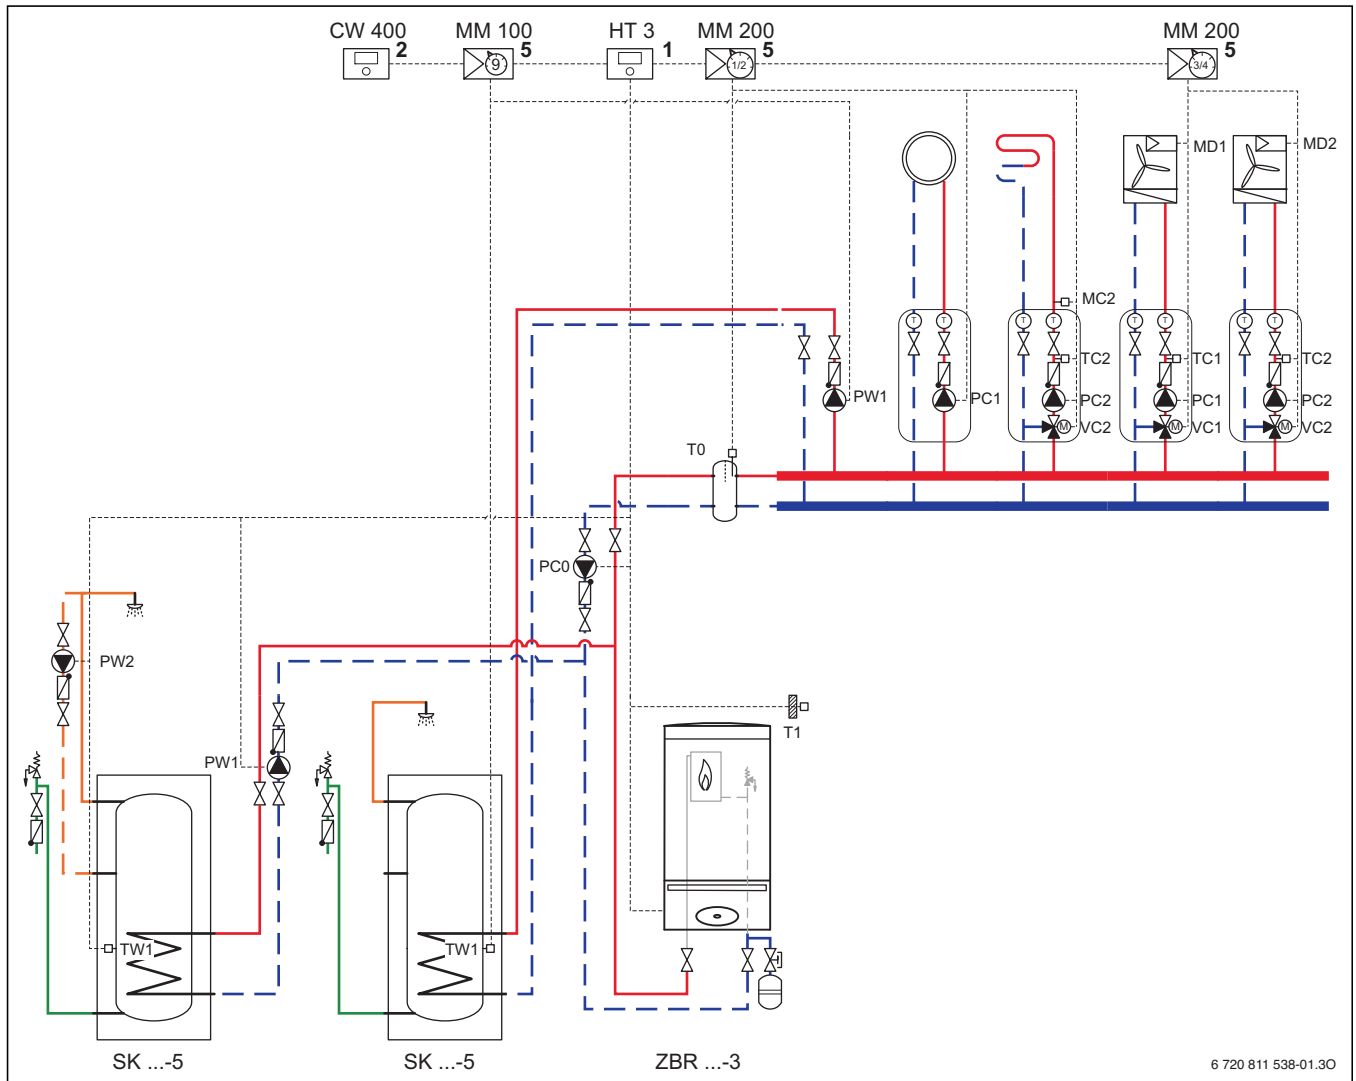 CW 400 MM 100 HT 3 MM 200 MM 200
2 5 1 5 5
9 1/2 3/4
MD1 MD2
MC2
T T T T T T T T
TC2 TC1 TC2
PW1 PC1 PC2 PC1 PC2
M VC2 M VC1 M VC2
T0
PC0
PW2
T1
PW1
TW1 TW1
SK ...-5 SK ...-5 ZBR ...-3
6 720 811 538-01.3O